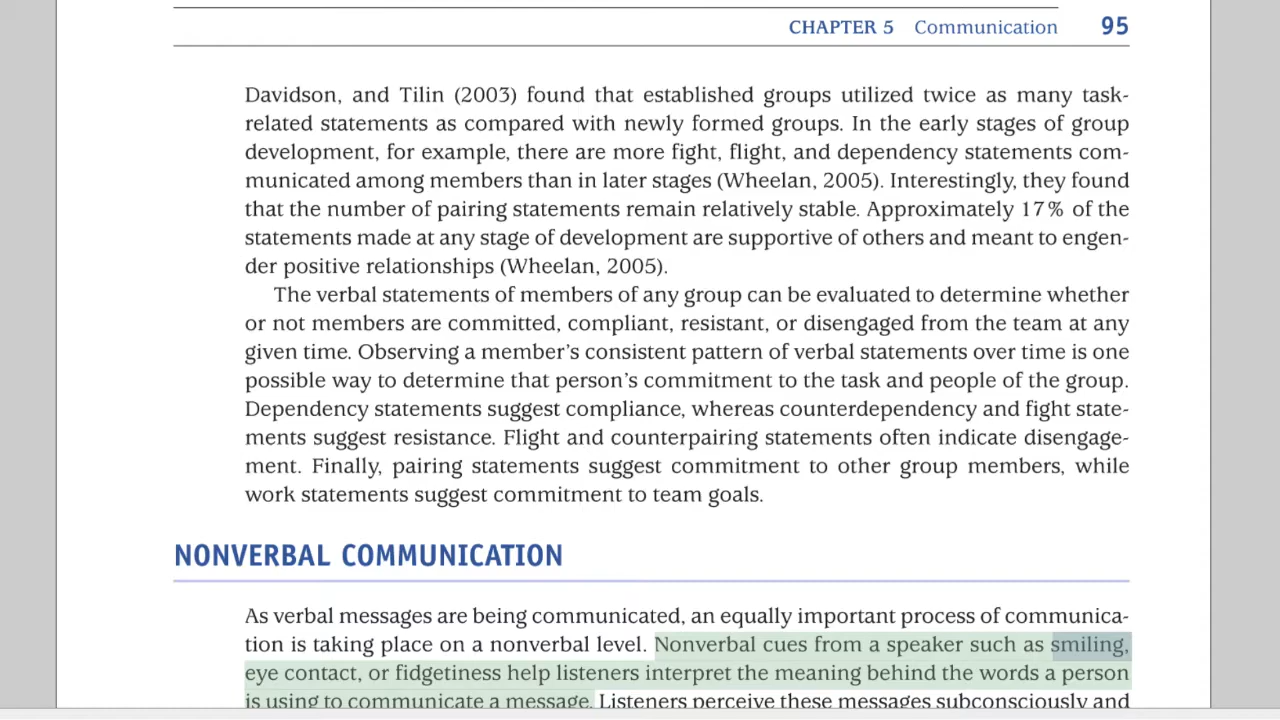 CHAPTER 5 Communication 95
Davidson, and Tilin (2003) found that established groups utilized twice as many task-
related statements as compared with newly formed groups. In the early stages of group
development, for example, there are more fight, flight, and dependency statements com-
municated among members than in later stages (Wheelan, 2005). Interestingly, they found
that the number of pairing statements remain relatively stable. Approximately 17% of the
statements made at any stage of development are supportive of others and meant to engen-
der positive relationships (Wheelan, 2005).
The verbal statements of members of any group can be evaluated to determine whether
or not members are committed, compliant, resistant, or disengaged from the team at any
given time. Observing a member's consistent pattern of verbal statements over time is one
possible way to determine that person's commitment to the task and people of the group.
Dependency statements suggest compliance, whereas counterdependency and fight state-
ments suggest resistance. Flight and counterpairing statements often indicate disengage-
ment. Finally, pairing statements suggest commitment to other group members, while
work statements suggest commitment to team goals.
NONVERBAL COMMUNICATION
As verbal messages are being communicated, an equally important process of communica-
tion is taking place on a nonverbal level. Nonverbal cues from a speaker such as smiling,
eye contact, or fidgetiness help listeners interpret the meaning behind the words a person
is using to communicate a message. Listeners perceive these messages subconsciously and